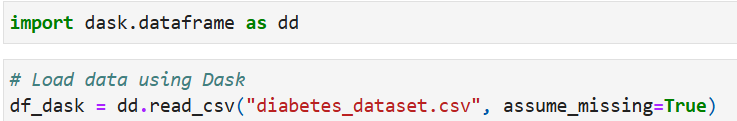 import dask.dataframe as dd
# Load data using Dask
df_dask = dd.read_csv("diabetes_dataset.csv", assume_missing=True)